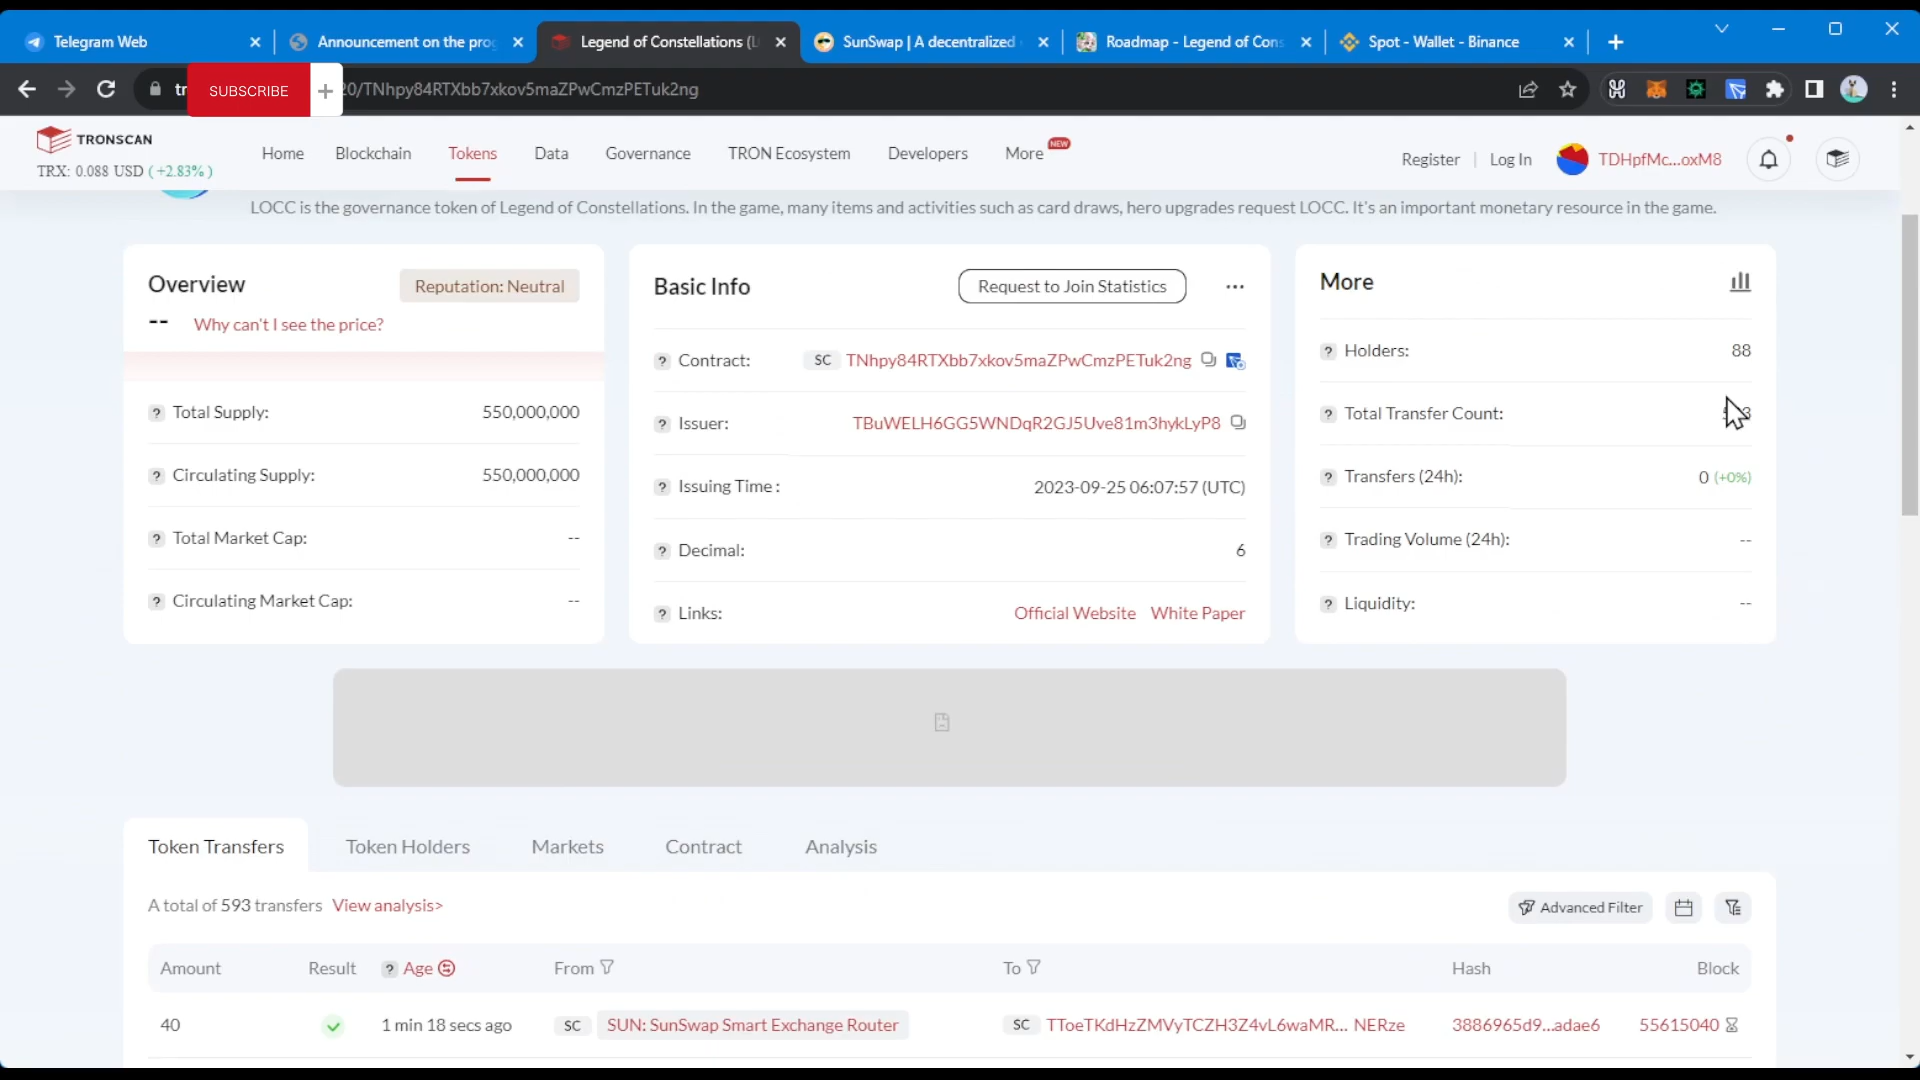 Telegram Web
Announcement on the prog
Legend of Constellations (L
SunSwap | A decentralized
Roadmap - Legend of Cons
Spot - Wallet - Binance
tr
SUBSCRIBE
20/TNhpy84RTXbb7xkov5maZPwCmzPETuk2ng
TRONSCAN
TRX: 0.088 USD ( +2.83% )
Home
Blockchain
Tokens
Data
Governance
TRON Ecosystem
Developers
More
NEW
Register | Log In
TDHpfMc...oxM8
LOCC is the governance token of Legend of Constellations. In the game, many items and activities such as card draws, hero upgrades request LOCC. It's an important monetary resource in the game.
Overview
Reputation: Neutral
-- Why can't I see the price?
? Total Supply: 550,000,000
? Circulating Supply: 550,000,000
? Total Market Cap: --
? Circulating Market Cap: --
Basic Info
Request to Join Statistics
? Contract: SC TNhpy84RTXbb7xkov5maZPwCmzPETuk2ng
? Issuer: TBuWELH6GG5WNDqR2GJ5Uve81m3hykLyP8
? Issuing Time : 2023-09-25 06:07:57 (UTC)
? Decimal: 6
? Links: Official Website White Paper
More
? Holders: 88
? Total Transfer Count:
? Transfers (24h): 0 (+0%)
? Trading Volume (24h): --
? Liquidity: --
Token Transfers
Token Holders
Markets
Contract
Analysis
A total of 593 transfers View analysis>
Advanced Filter
Amount Result ? Age From To Hash Block
40 1 min 18 secs ago SC SUN: SunSwap Smart Exchange Router SC TToeTKdHzZMVyTCZH3Z4vL6waMR... NERze 3886965d9...adae6 55615040